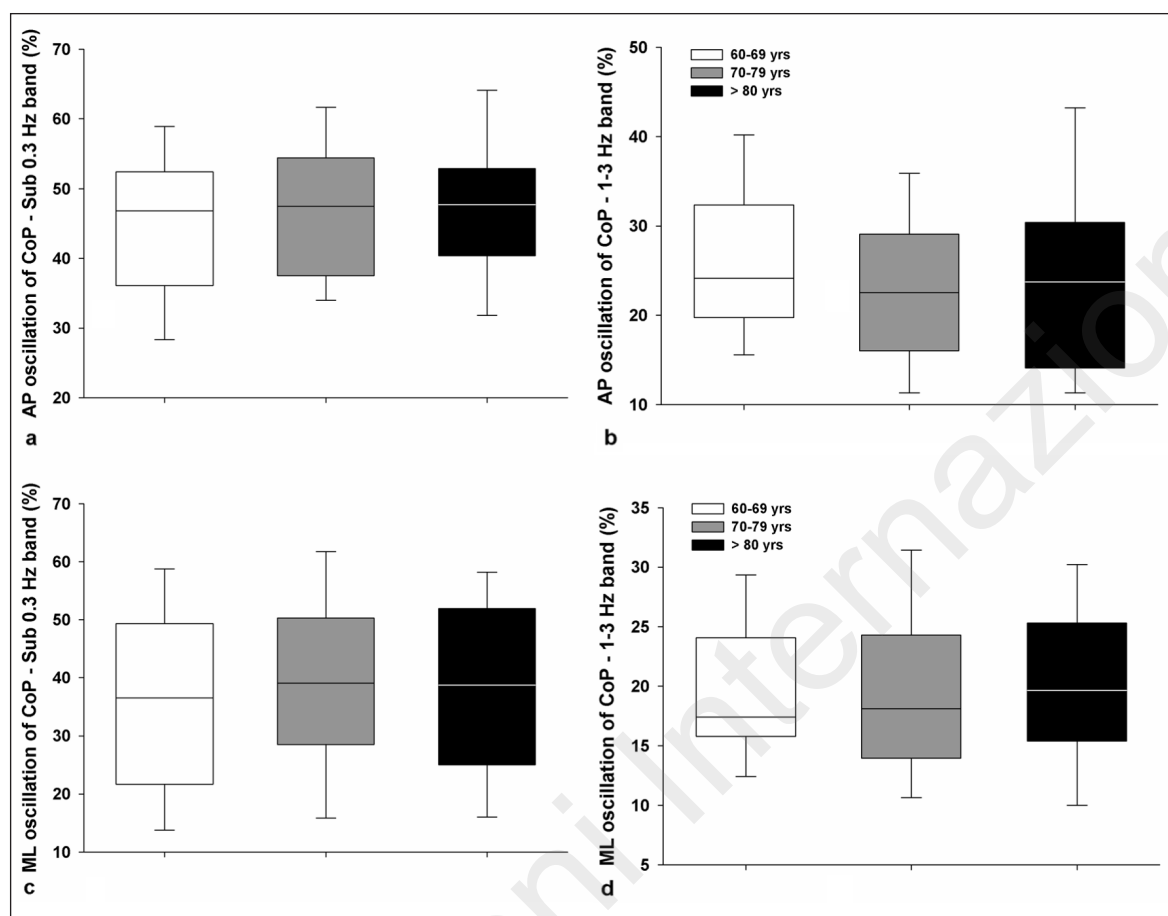 AP oscillation of CoP - Sub 0.3 Hz band (%)
70
60
50
40
30
20
a
AP oscillation of CoP - 1-3 Hz band (%)
50
40
30
20
10
60-69 yrs
70-79 yrs
> 80 yrs
b
ML oscillation of CoP - Sub 0.3 Hz band (%)
70
60
50
40
30
20
10
c
ML oscillation of CoP - 1-3 Hz band (%)
35
30
25
20
15
10
5
60-69 yrs
70-79 yrs
> 80 yrs
d
ni Internazion